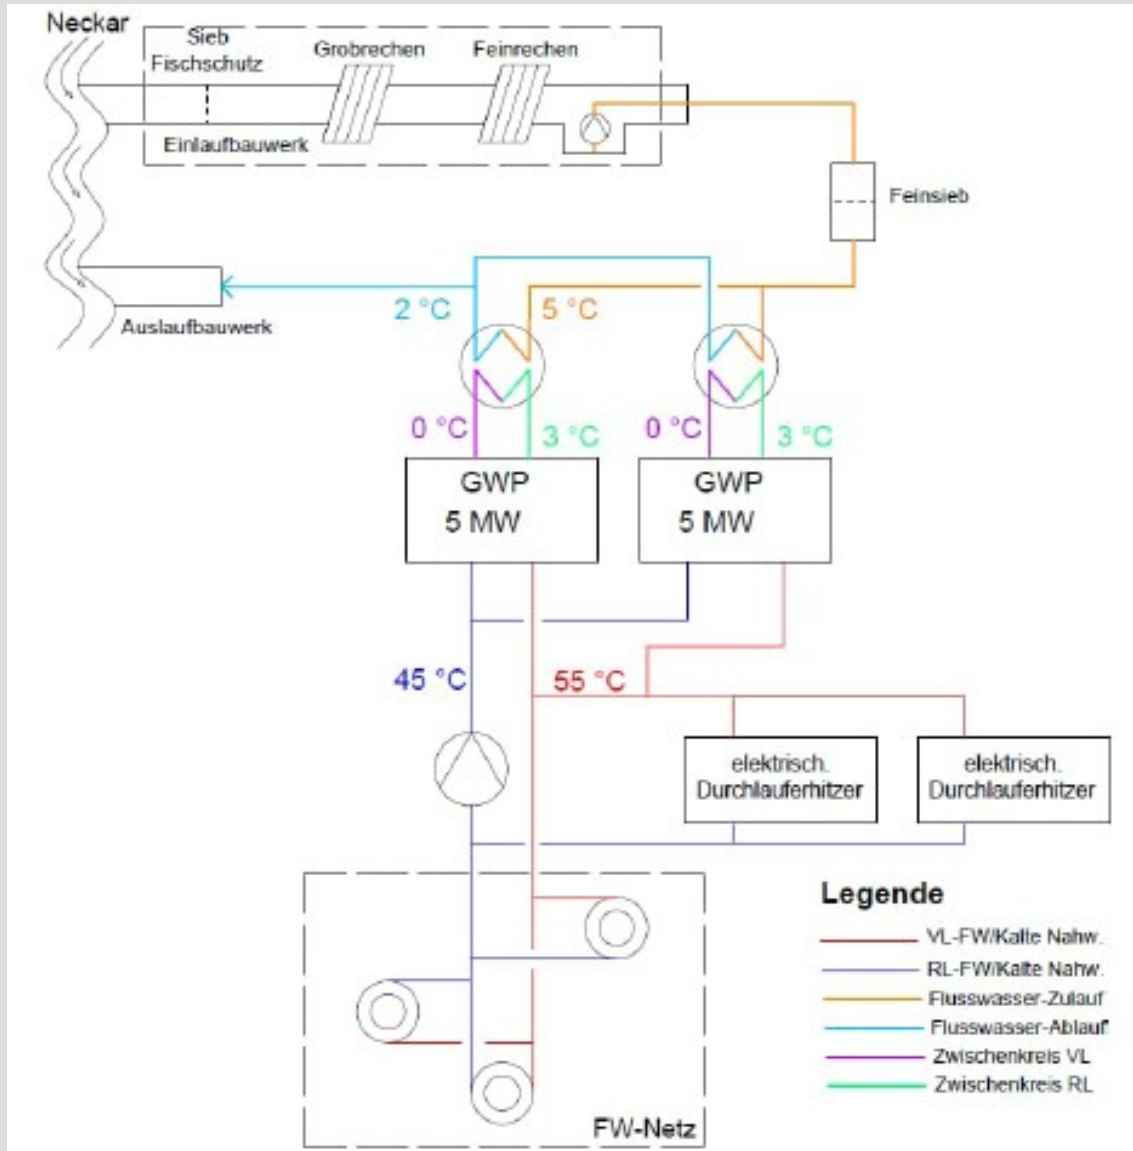 Neckar
Sieb
Fischschutz
Grobrechen
Feinrechen
Einlaufbauwerk
Feinsieb
2 °C
5 °C
Auslaufbauwerk
0 °C
3 °C
0 °C
3 °C
GWP
5 MW
GWP
5 MW
45 °C
55 °C
elektrisch.
Durchlauferhitzer
elektrisch.
Durchlauferhitzer
Legende
VL-FW/Kalte Nahw.
RL-FW/Kalte Nahw.
Flusswasser-Zulauf
Flusswasser-Ablauf
Zwischenkreis VL
Zwischenkreis RL
FW-Netz